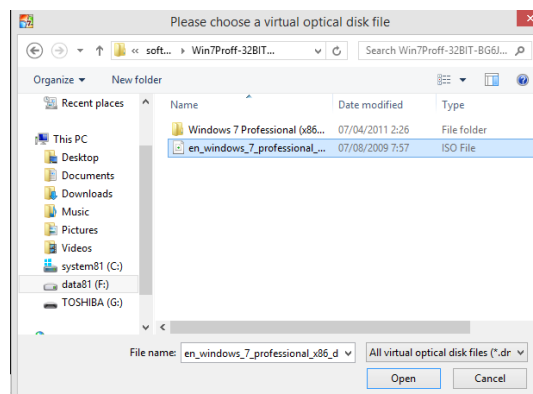 Please choose a virtual optical disk file
« soft... Win7Proff-32BIT... Search Win7Proff-32BIT-BG6J...
Organize New folder
Recent places
This PC
Desktop
Documents
Downloads
Music
Pictures
Videos
system81 (C:)
data81 (F:)
TOSHIBA (G:)
Name Date modified Type
Windows 7 Professional (x86... 07/04/2011 2:26 File folder
en_windows_7_professional_... 07/08/2009 7:57 ISO File
File name: en_windows_7_professional_x86_d All virtual optical disk files (*.dr
Open Cancel